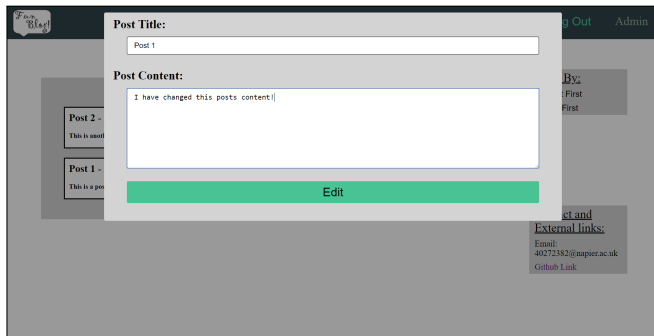 Fun
Blog!
Post Title:
Post 1
Post Content:
I have changed this posts content!
Edit
g Out
Admin
By:
First
First
Post 2 -
This is anot
Post 1 -
This is a pos
ct and
External links:
Email:
40272382@napier.ac.uk
Github Link